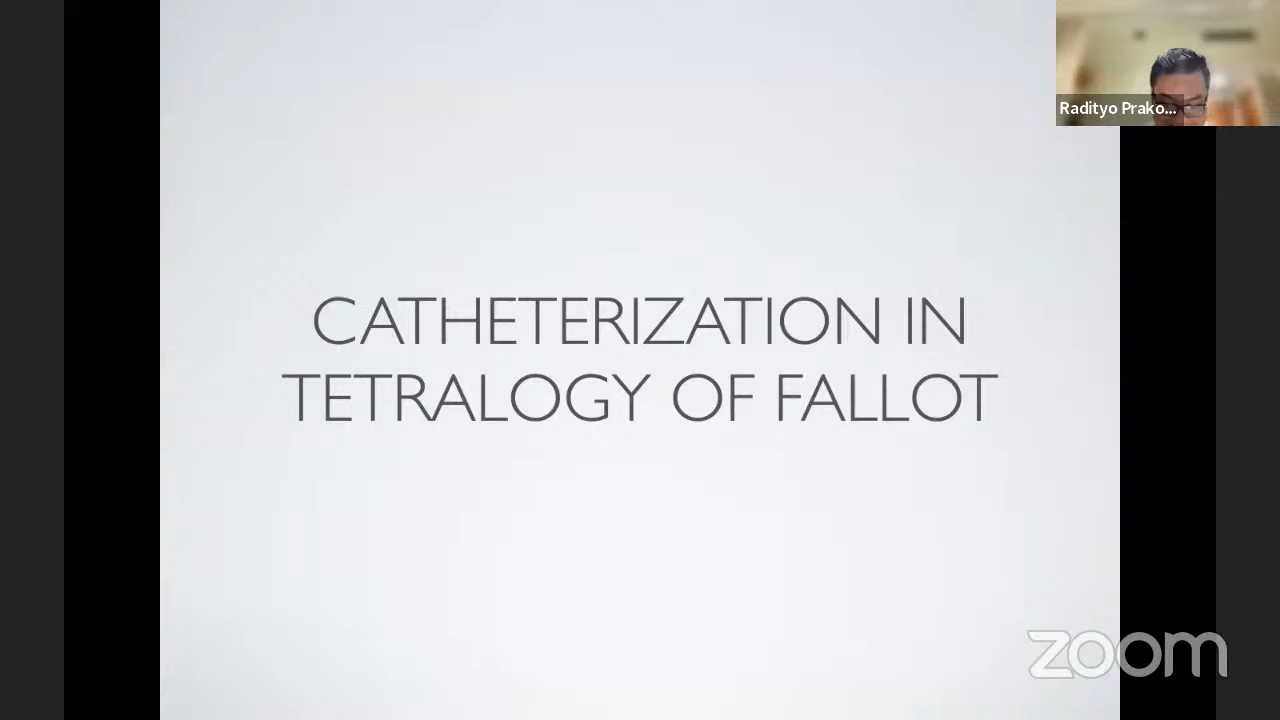 Radityo Prako...
CATHETERIZATION IN
TETRALOGY OF FALLOT
zoom